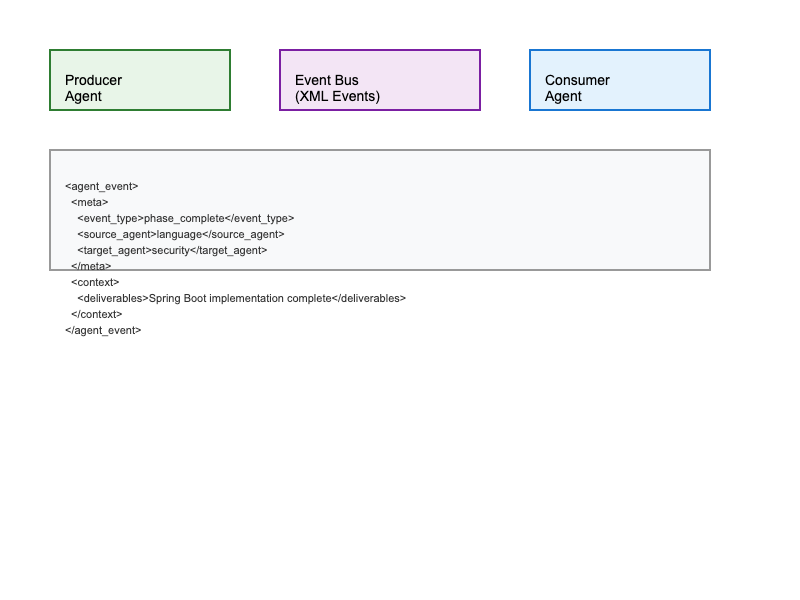 Producer
Agent
Event Bus
(XML Events)
Consumer
Agent
<agent_event>
  <meta>
    <event_type>phase_complete</event_type>
    <source_agent>language</source_agent>
    <target_agent>security</target_agent>
  </meta>
  <context>
    <deliverables>Spring Boot implementation complete</deliverables>
  </context>
</agent_event>